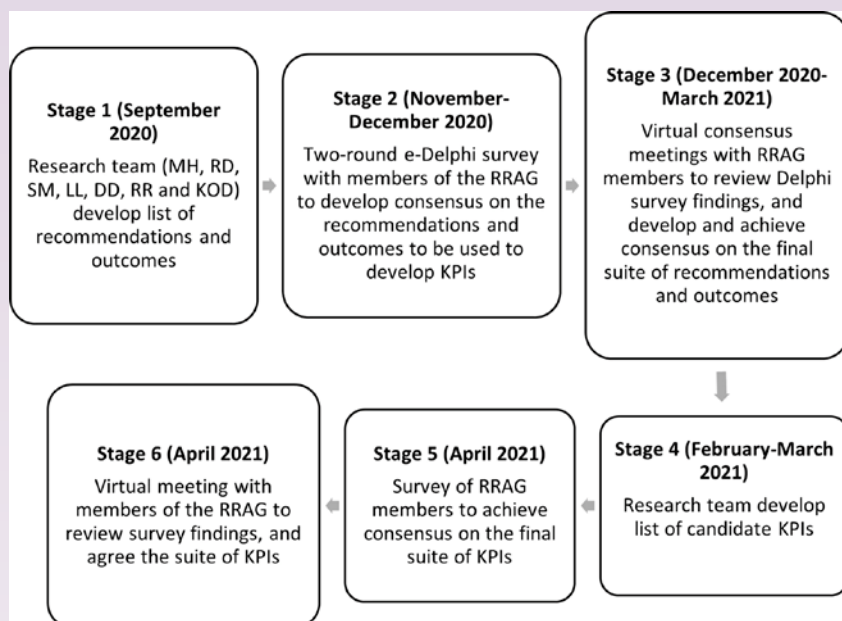 Stage 1 (September
2020)
Research team (MH, RD,
SM, LL, DD, RR and KOD)
develop list of
recommendations and
outcomes
Stage 2 (November-
December 2020)
Two-round e-Delphi survey
with members of the RRAG
to develop consensus on the
recommendations and
outcomes to be used to
develop KPIs
Stage 3 (December 2020-
March 2021)
Virtual consensus
meetings with RRAG
members to review Delphi
survey findings, and
develop and achieve
consensus on the final
suite of recommendations
and outcomes
Stage 4 (February-March
2021)
Research team develop
list of candidate KPIs
Stage 5 (April 2021)
Survey of RRAG
members to achieve
consensus on the final
suite of KPIs
Stage 6 (April 2021)
Virtual meeting with
members of the RRAG to
review survey findings, and
agree the suite of KPIs